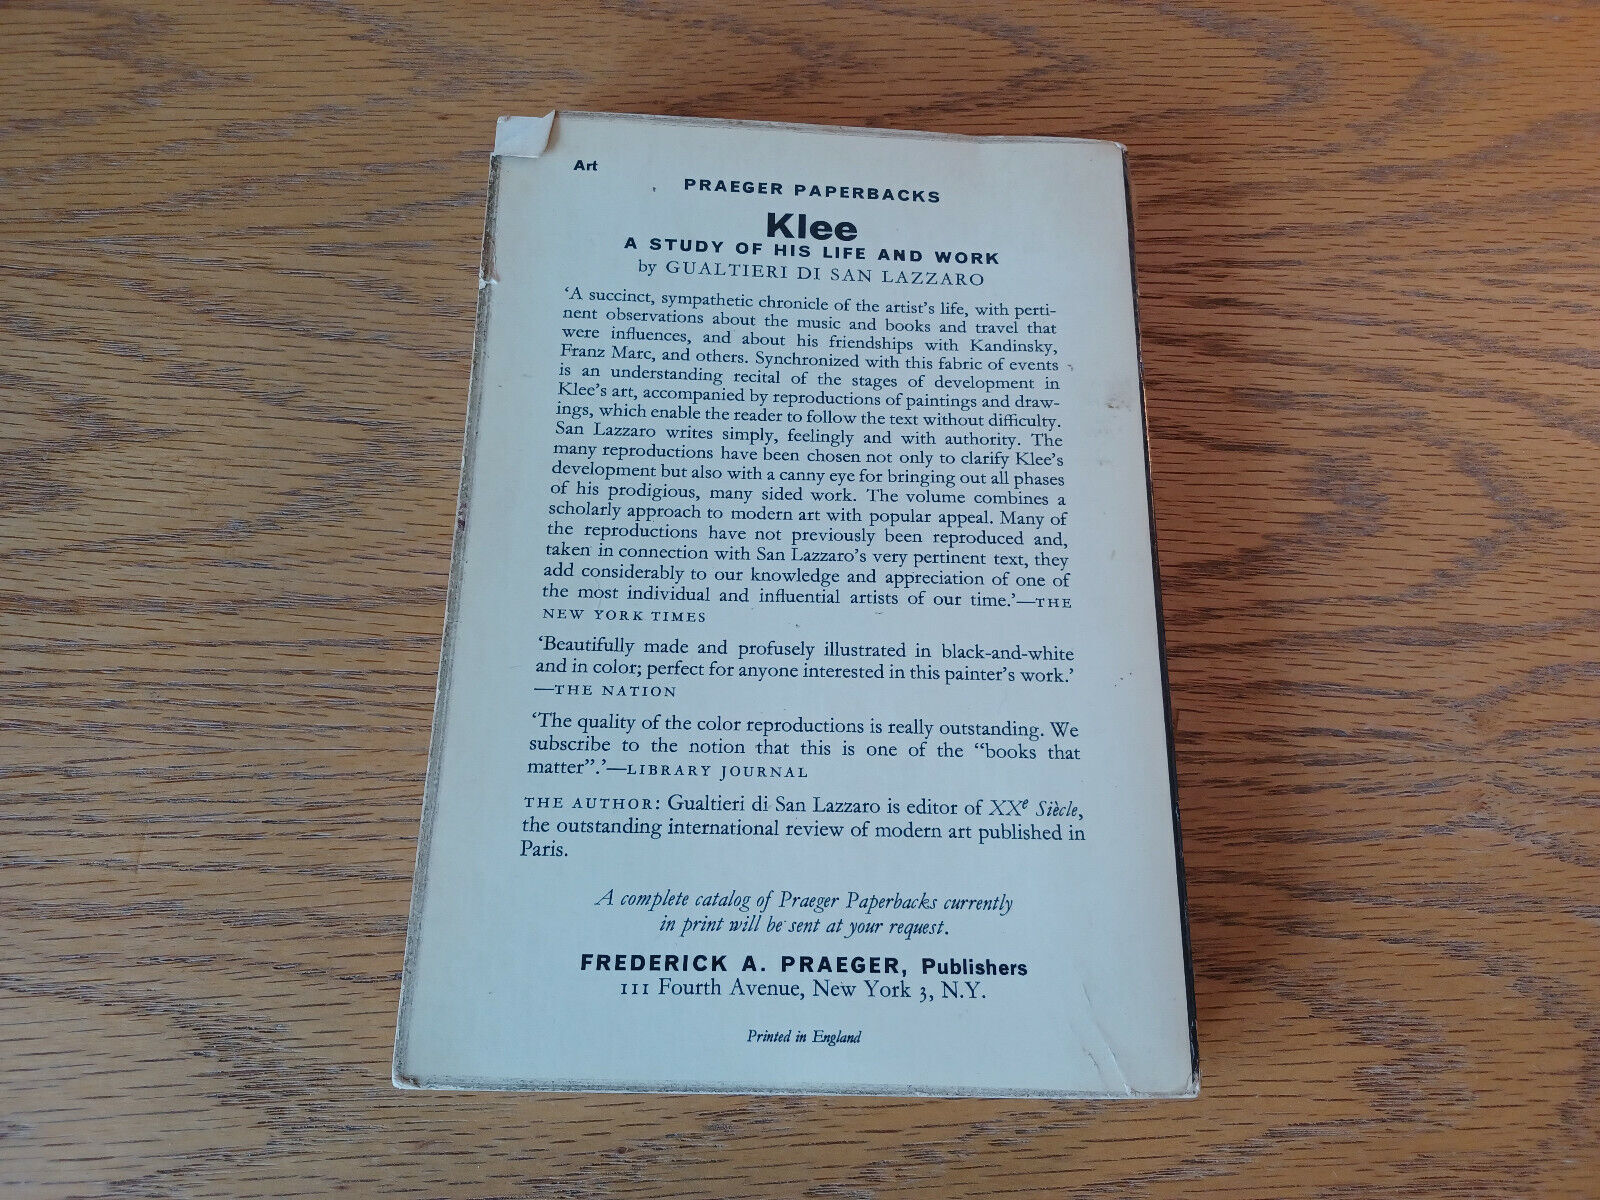 Art
PRAEGER PAPERBACKS
Klee
A STUDY OF HIS LIFE AND WORK
by GUALTIERI DI SAN LAZZARO
‘A succinct, sympathetic chronicle of the artist’s life, with perti-
nent observations about the music and books and travel that
were influences, and about his friendships with Kandinsky,
Franz Marc, and others. Synchronized with this fabric of events
is an understanding recital of the stages of development in
Klee’s art, accompanied by reproductions of paintings and draw-
ings, which enable the reader to follow the text without difficulty.
San Lazzaro writes simply, feelingly and with authority. The
many reproductions have been chosen not only to clarify Klee’s
development but also with a canny eye for bringing out all phases
of his prodigious, many sided work. The volume combines a
scholarly approach to modern art with popular appeal. Many of
the reproductions have not previously been reproduced and,
taken in connection with San Lazzaro’s very pertinent text, they
add considerably to our knowledge and appreciation of one of
the most individual and influential artists of our time.’—THE
NEW YORK TIMES
‘Beautifully made and profusely illustrated in black-and-white
and in color; perfect for anyone interested in this painter’s work.’
—THE NATION
‘The quality of the color reproductions is really outstanding. We
subscribe to the notion that this is one of the “books that
matter”.’—LIBRARY JOURNAL
THE AUTHOR: Gualtieri di San Lazzaro is editor of XXe Siècle,
the outstanding international review of modern art published in
Paris.
A complete catalog of Praeger Paperbacks currently
in print will be sent at your request.
FREDERICK A. PRAEGER, Publishers
111 Fourth Avenue, New York 3, N.Y.
Printed in England